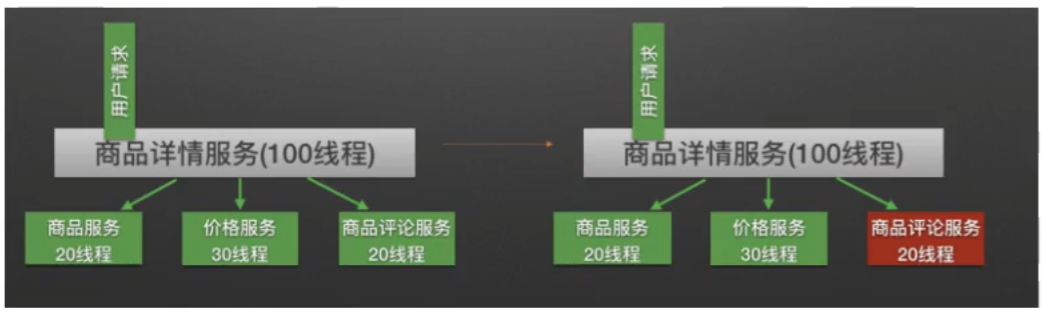 用户请求
商品详情服务(100线程)
商品服务
20线程
价格服务
30线程
商品评论服务
20线程
用户请求
商品详情服务(100线程)
商品服务
20线程
价格服务
30线程
商品评论服务
20线程